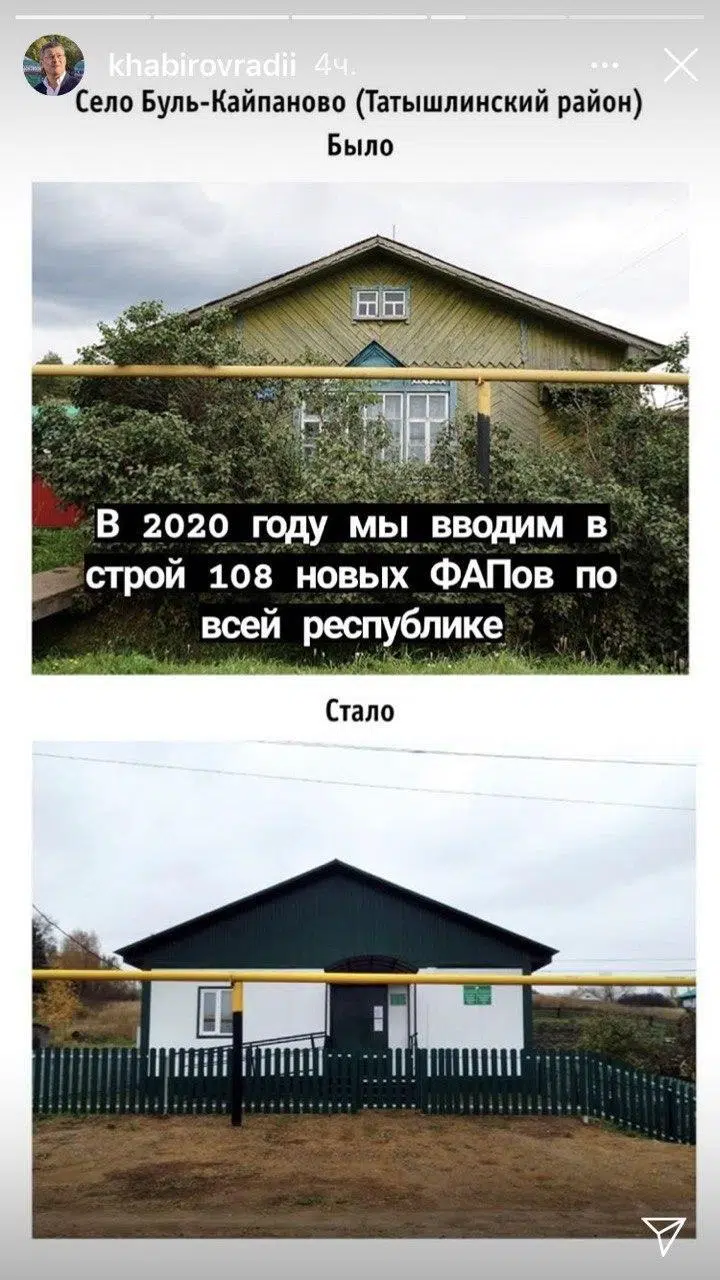 khabirovradii 4ч.
Село Буль-Кайпаново (Татышлинский район)
Было
В 2020 году мы вводим в
строй 108 новых ФАПов по
всей республике
Стало